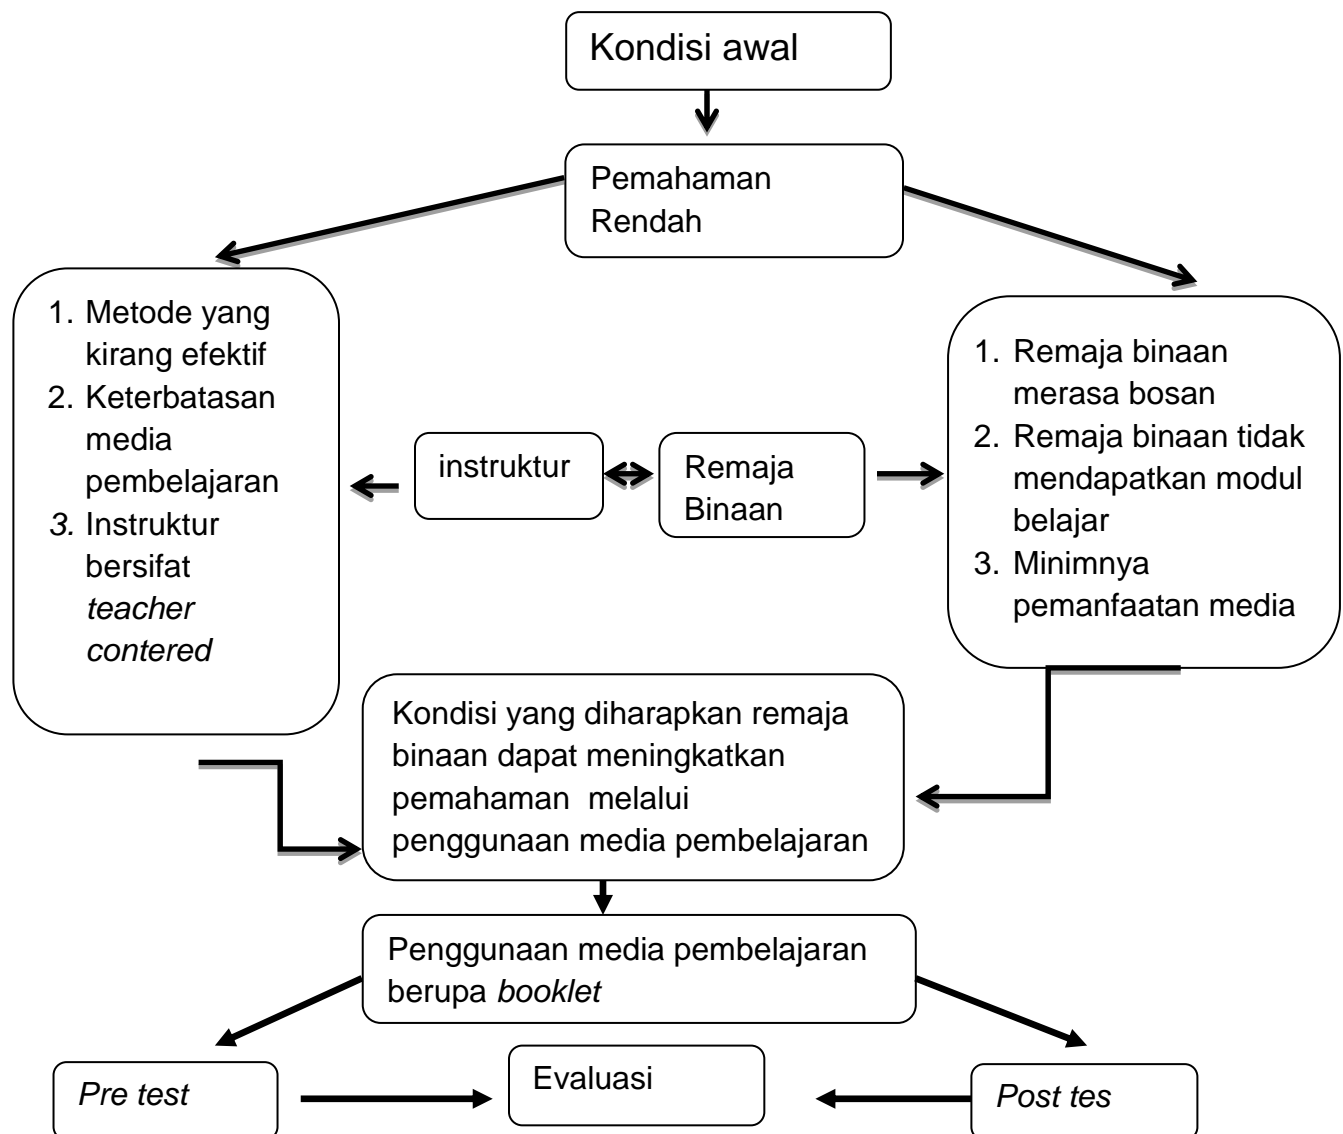 Kondisi awal
Pemahaman
Rendah
1. Metode yang
kirang efektif
2. Keterbatasan
media
pembelajaran
3. Instruktur
bersifat
teacher
contered
instruktur
Remaja
Binaan
1. Remaja binaan
merasa bosan
2. Remaja binaan tidak
mendapatkan modul
belajar
3. Minimnya
pemanfaatan media
Kondisi yang diharapkan remaja
binaan dapat meningkatkan
pemahaman melalui
penggunaan media pembelajaran
Penggunaan media pembelajaran
berupa booklet
Pre test
Evaluasi
Post tes